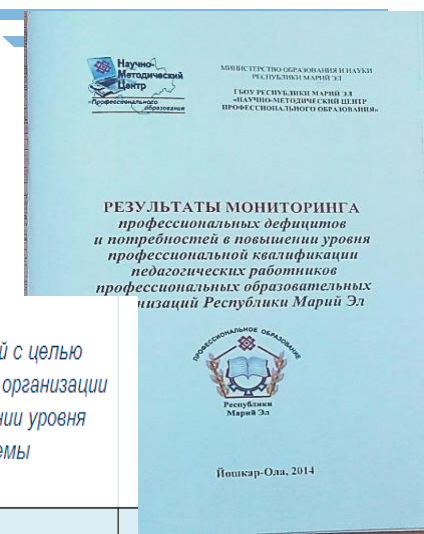 Научно-
Методический
Центр
«Профессионального
образования»
МИНИСТЕРСТВО ОБРАЗОВАНИЯ И НАУКИ
РЕСПУБЛИКИ МАРИЙ ЭЛ
ГБОУ РЕСПУБЛИКИ МАРИЙ ЭЛ
«НАУЧНО-МЕТОДИЧЕСКИЙ ЦЕНТР
ПРОФЕССИОНАЛЬНОГО ОБРАЗОВАНИЯ»
РЕЗУЛЬТАТЫ МОНИТОРИНГА
профессиональных дефицитов
и потребностей в повышении уровня
профессиональной квалификации
педагогических работников
профессиональных образовательных
низаций Республики Марий Эл
й с целью
организации
нии уровня
емы
ПРОФЕССИОНАЛЬНОЕ ОБРАЗОВАНИЕ
Республики
Марий Эл
Йошкар-Ола, 2014